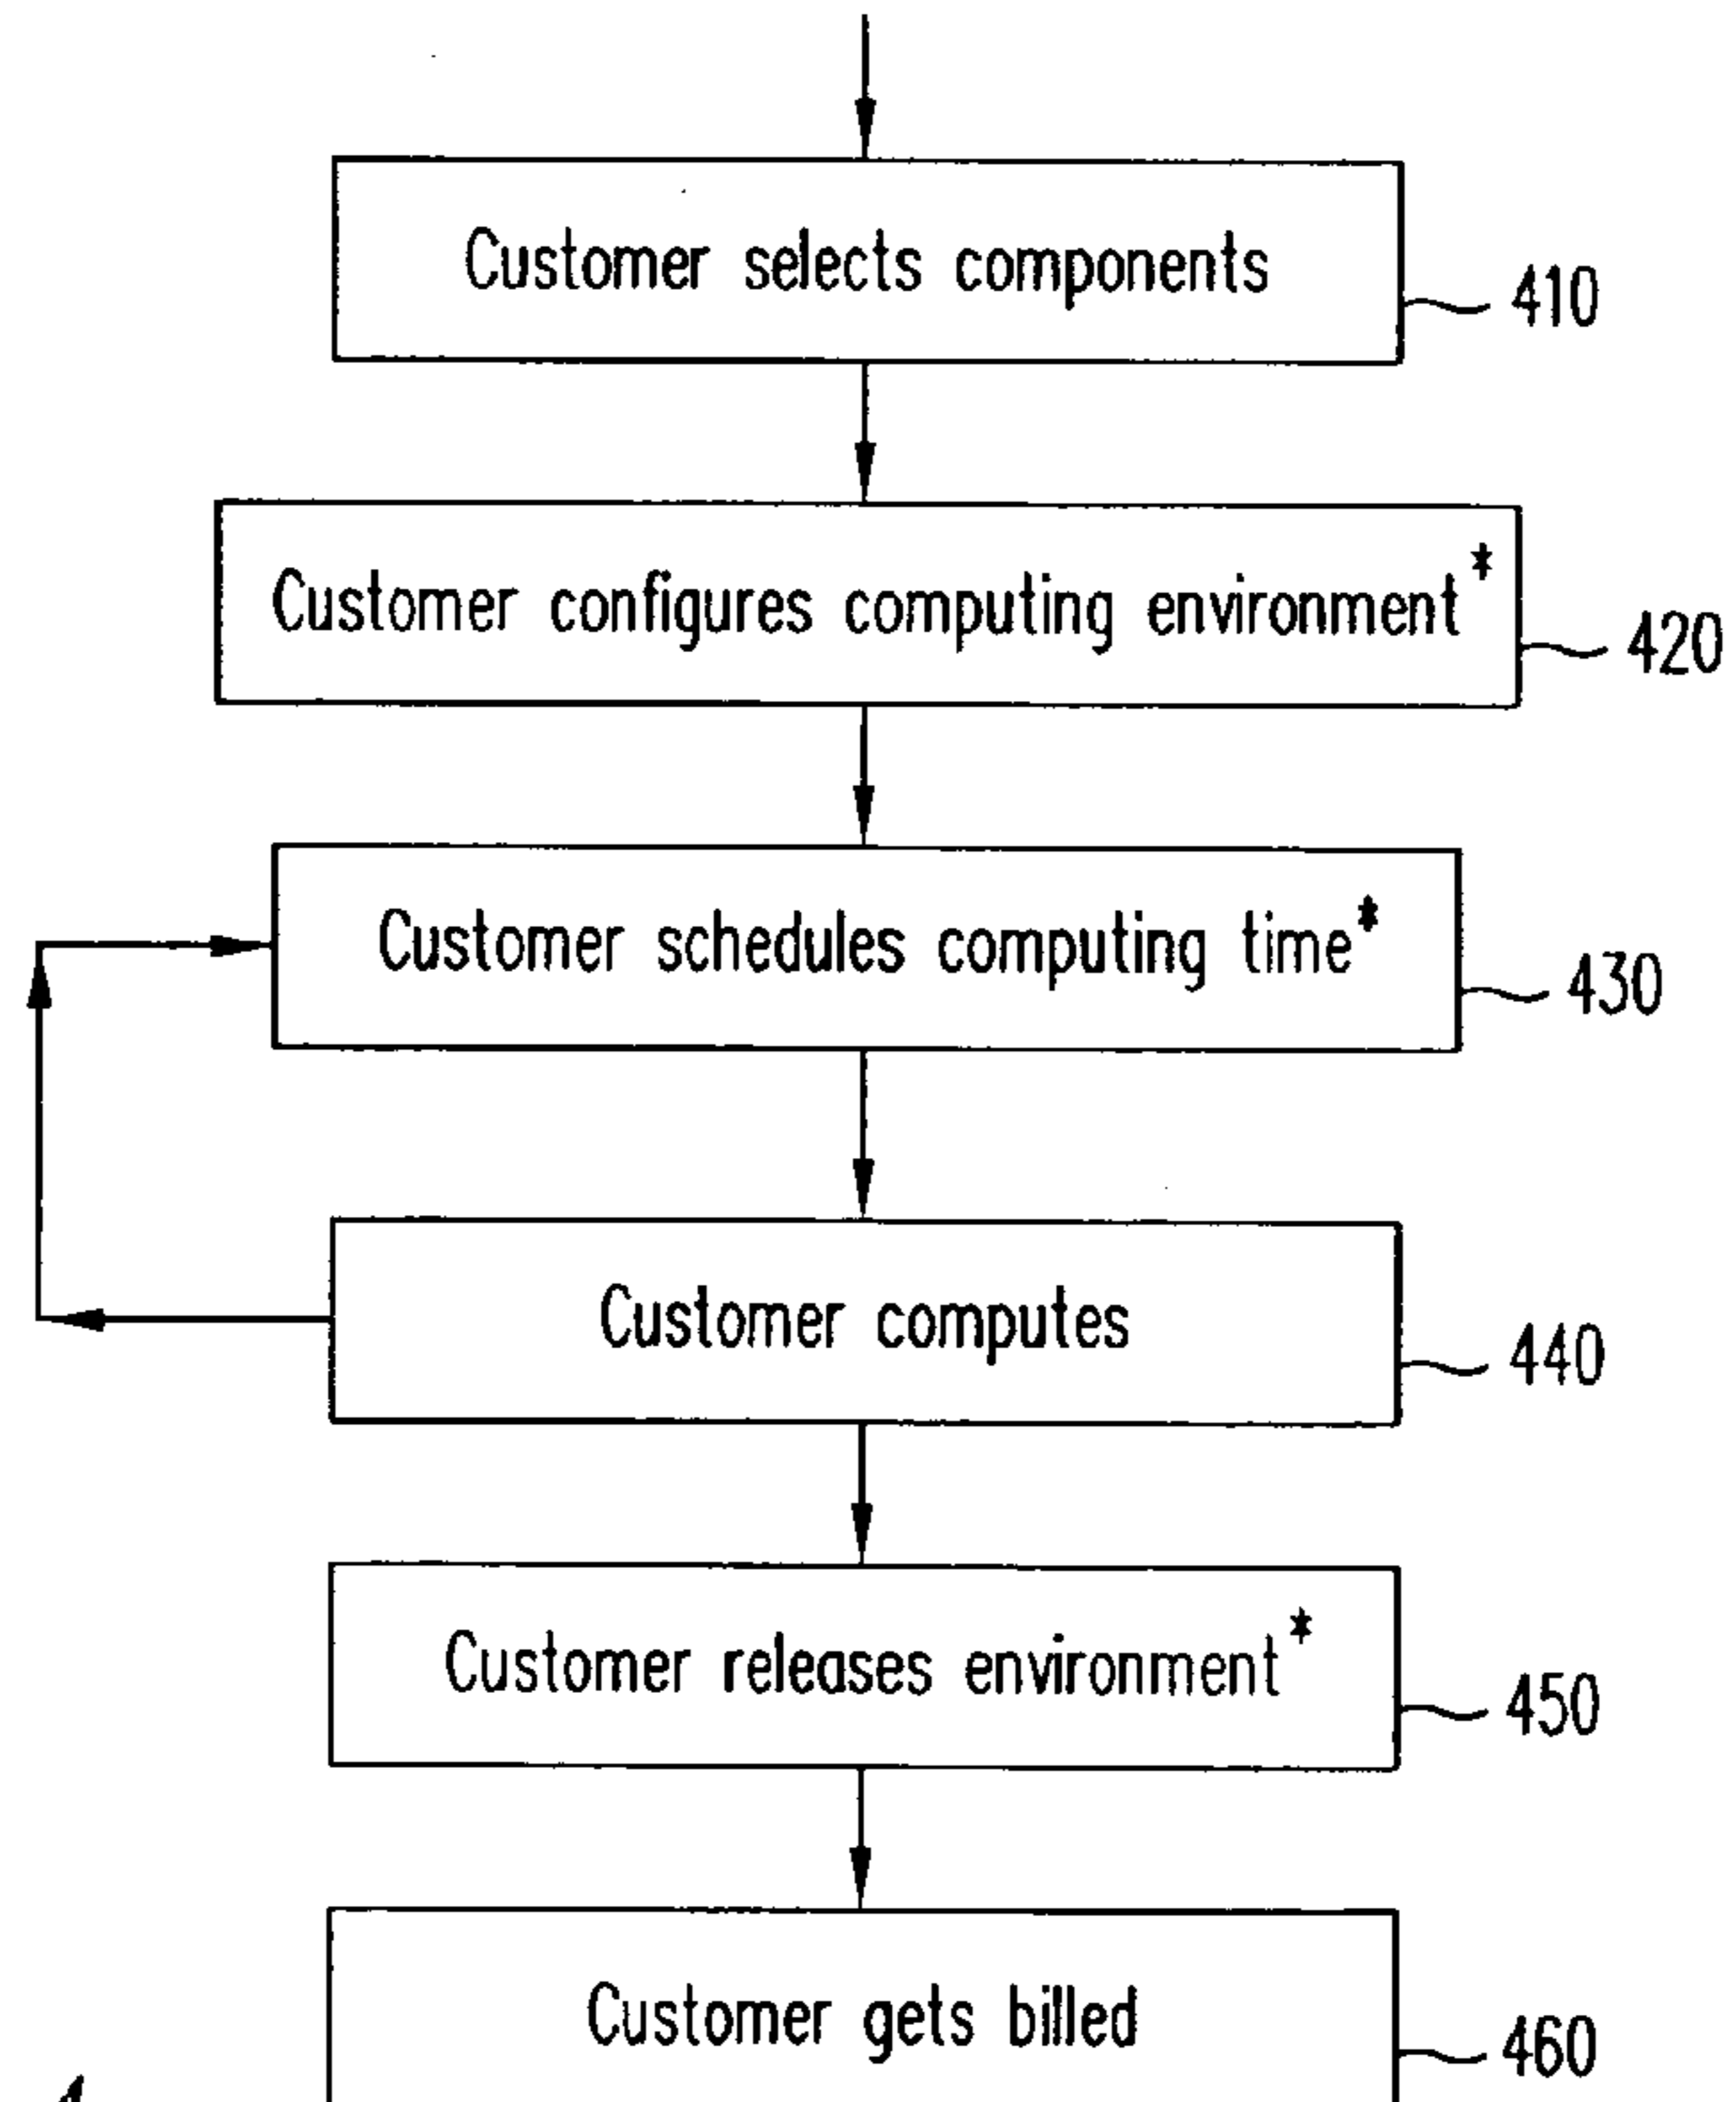 Customer selects components
410
Customer configures computing environment*
420
Customer schedules computing time*
430
Customer computes
440
Customer releases environment*
450
Customer gets billed
460